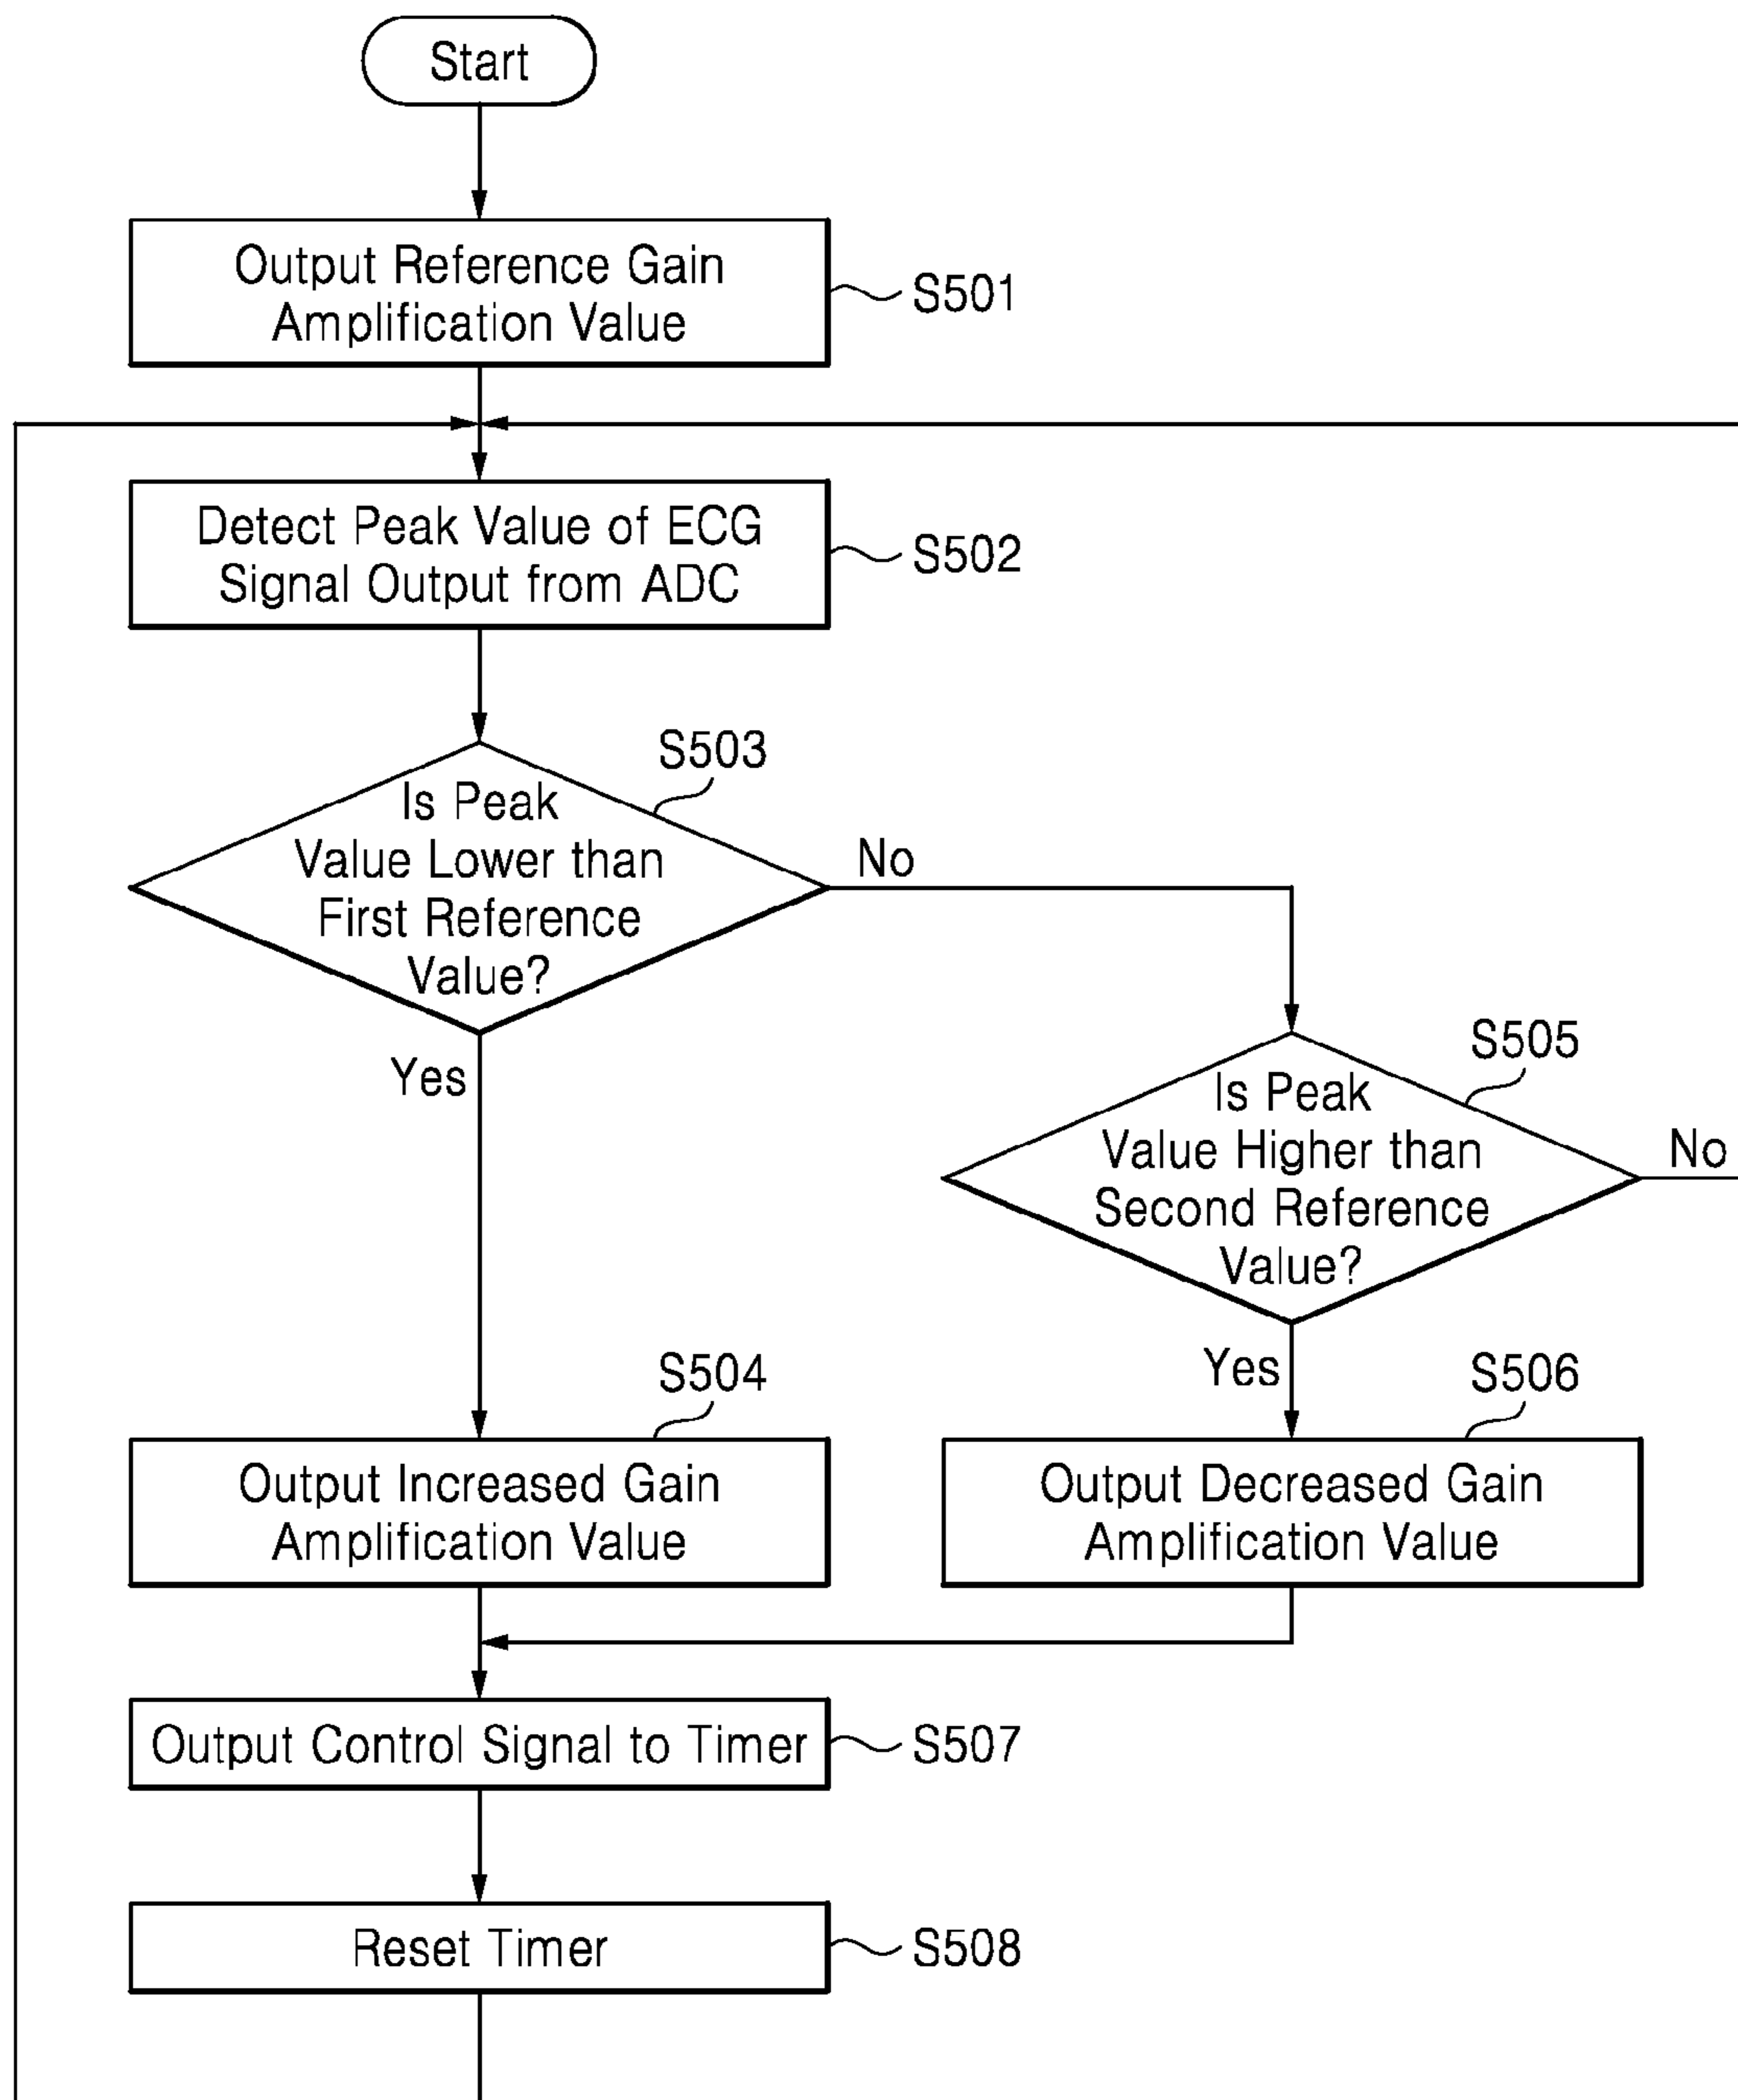 Start
Output Reference Gain
Amplification Value
S501
Detect Peak Value of ECG
Signal Output from ADC
S502
S503
Is Peak
Value Lower than
First Reference
Value?
No
Yes
S505
Is Peak
Value Higher than
Second Reference
Value?
No
Yes
S504
Output Increased Gain
Amplification Value
S506
Output Decreased Gain
Amplification Value
Output Control Signal to Timer
S507
Reset Timer
S508